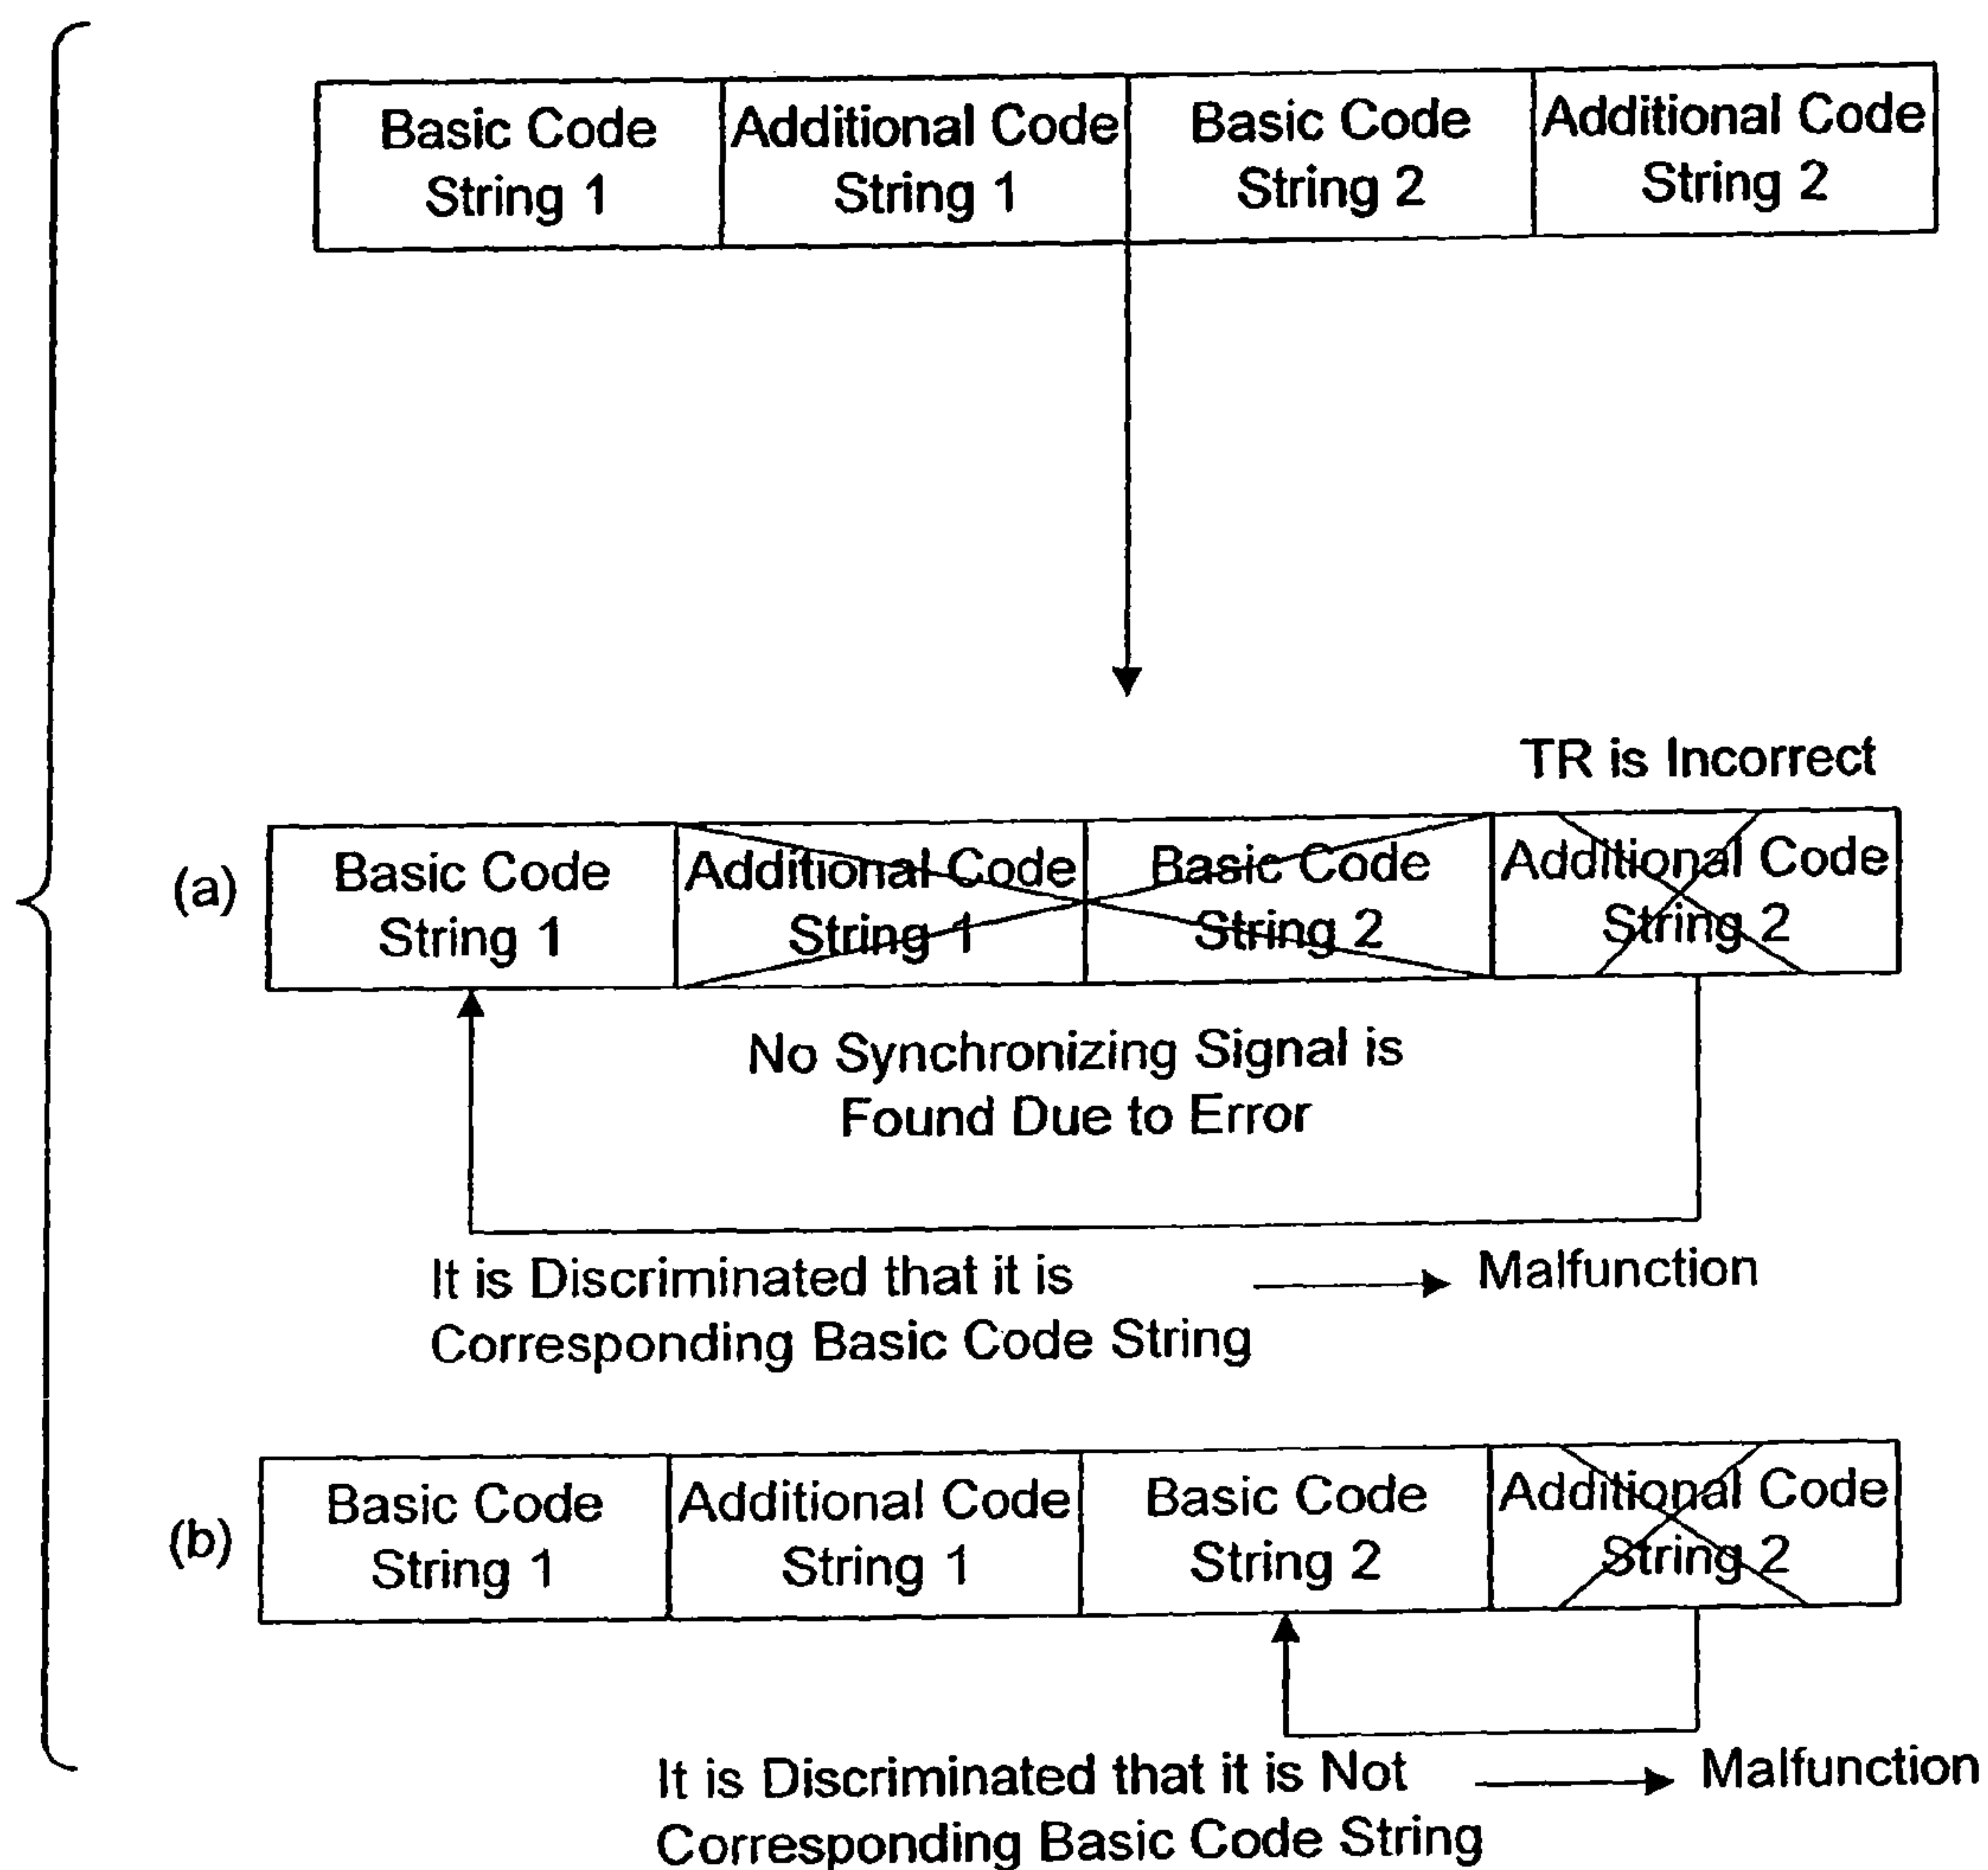 Basic Code
String 1
Additional Code
String 1
Basic Code
String 2
Additional Code
String 2
TR is Incorrect
(a)
Basic Code
String 1
Additional Code
String 1
Basic Code
String 2
Additional Code
String 2
No Synchronizing Signal is
Found Due to Error
It is Discriminated that it is
Corresponding Basic Code String
Malfunction
(b)
Basic Code
String 1
Additional Code
String 1
Basic Code
String 2
Additional Code
String 2
It is Discriminated that it is Not
Corresponding Basic Code String
Malfunction